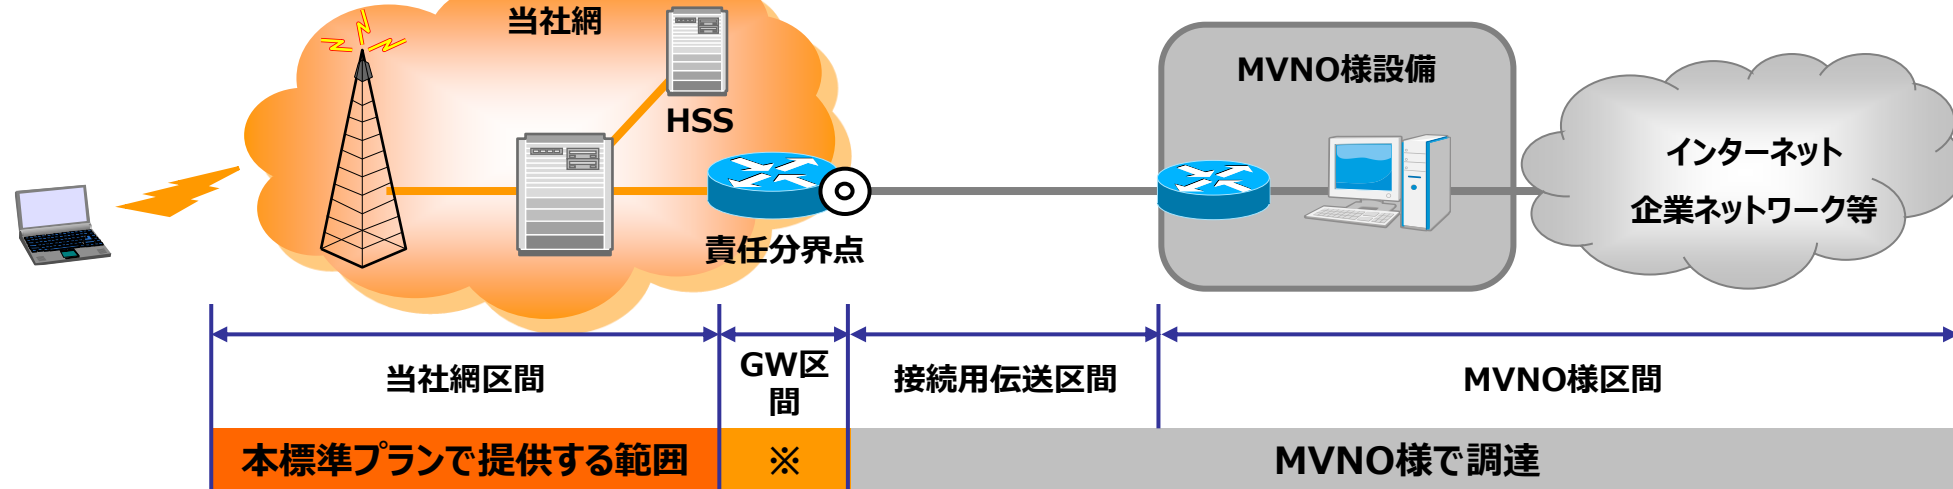 当社網
HSS
責任分界点
MVNO様設備
インターネット
企業ネットワーク等
当社網区間
GW区
間
接続用伝送区間
MVNO様区間
本標準プランで提供する範囲
※
MVNO様で調達